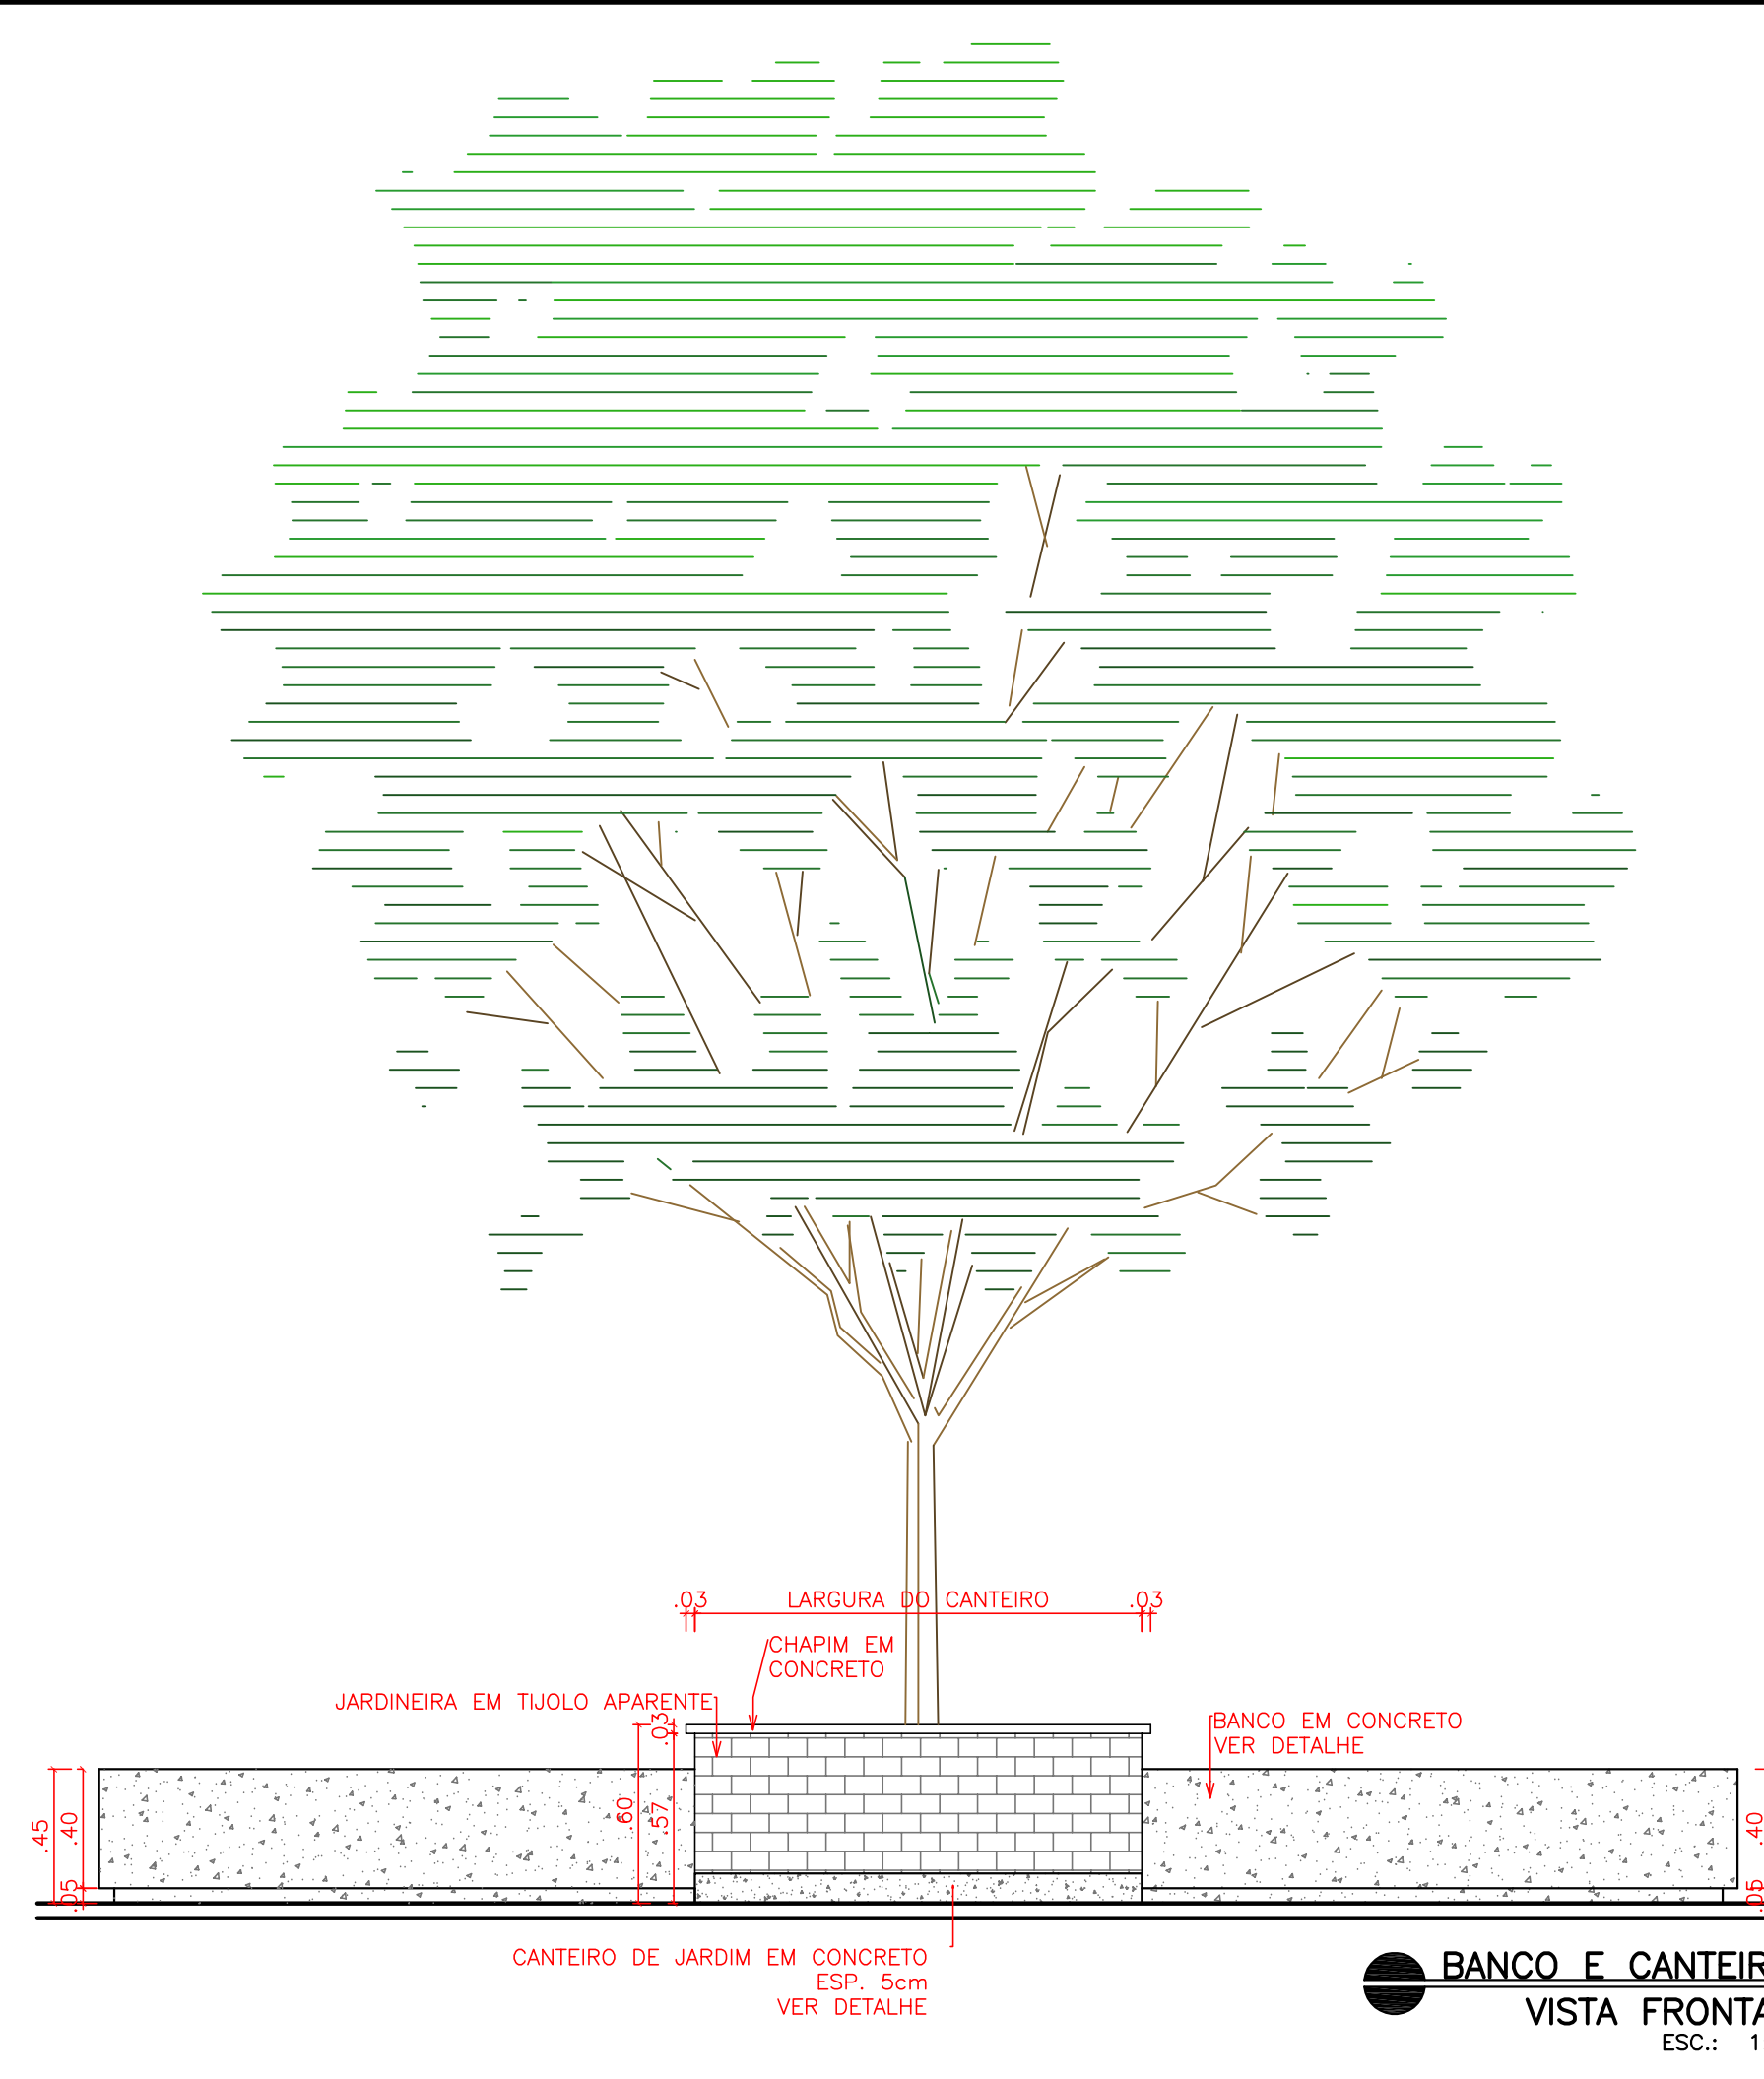 .03 LARGURA DO CANTEIRO .03
CHAPIM EM
CONCRETO
JARDINEIRA EM TIJOLO APARENTE
.03
BANCO EM CONCRETO
VER DETALHE
.45
.40
.05
.60
.57
.40
.05
CANTEIRO DE JARDIM EM CONCRETO
ESP. 5cm
VER DETALHE
BANCO E CANTEIR
VISTA FRONTA
ESC.: 1